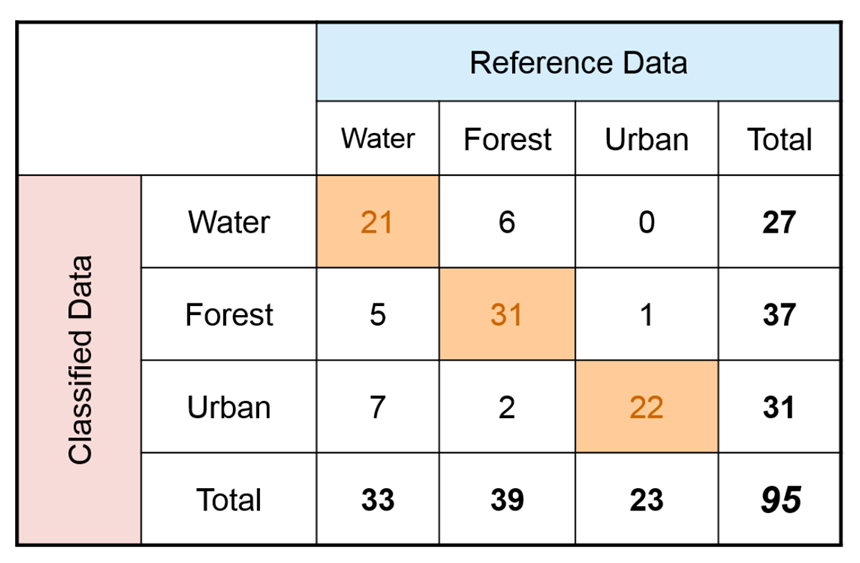 Reference Data
Water Forest Urban Total
Classified Data
Water 21 6 0 27
Forest 5 31 1 37
Urban 7 2 22 31
Total 33 39 23 95